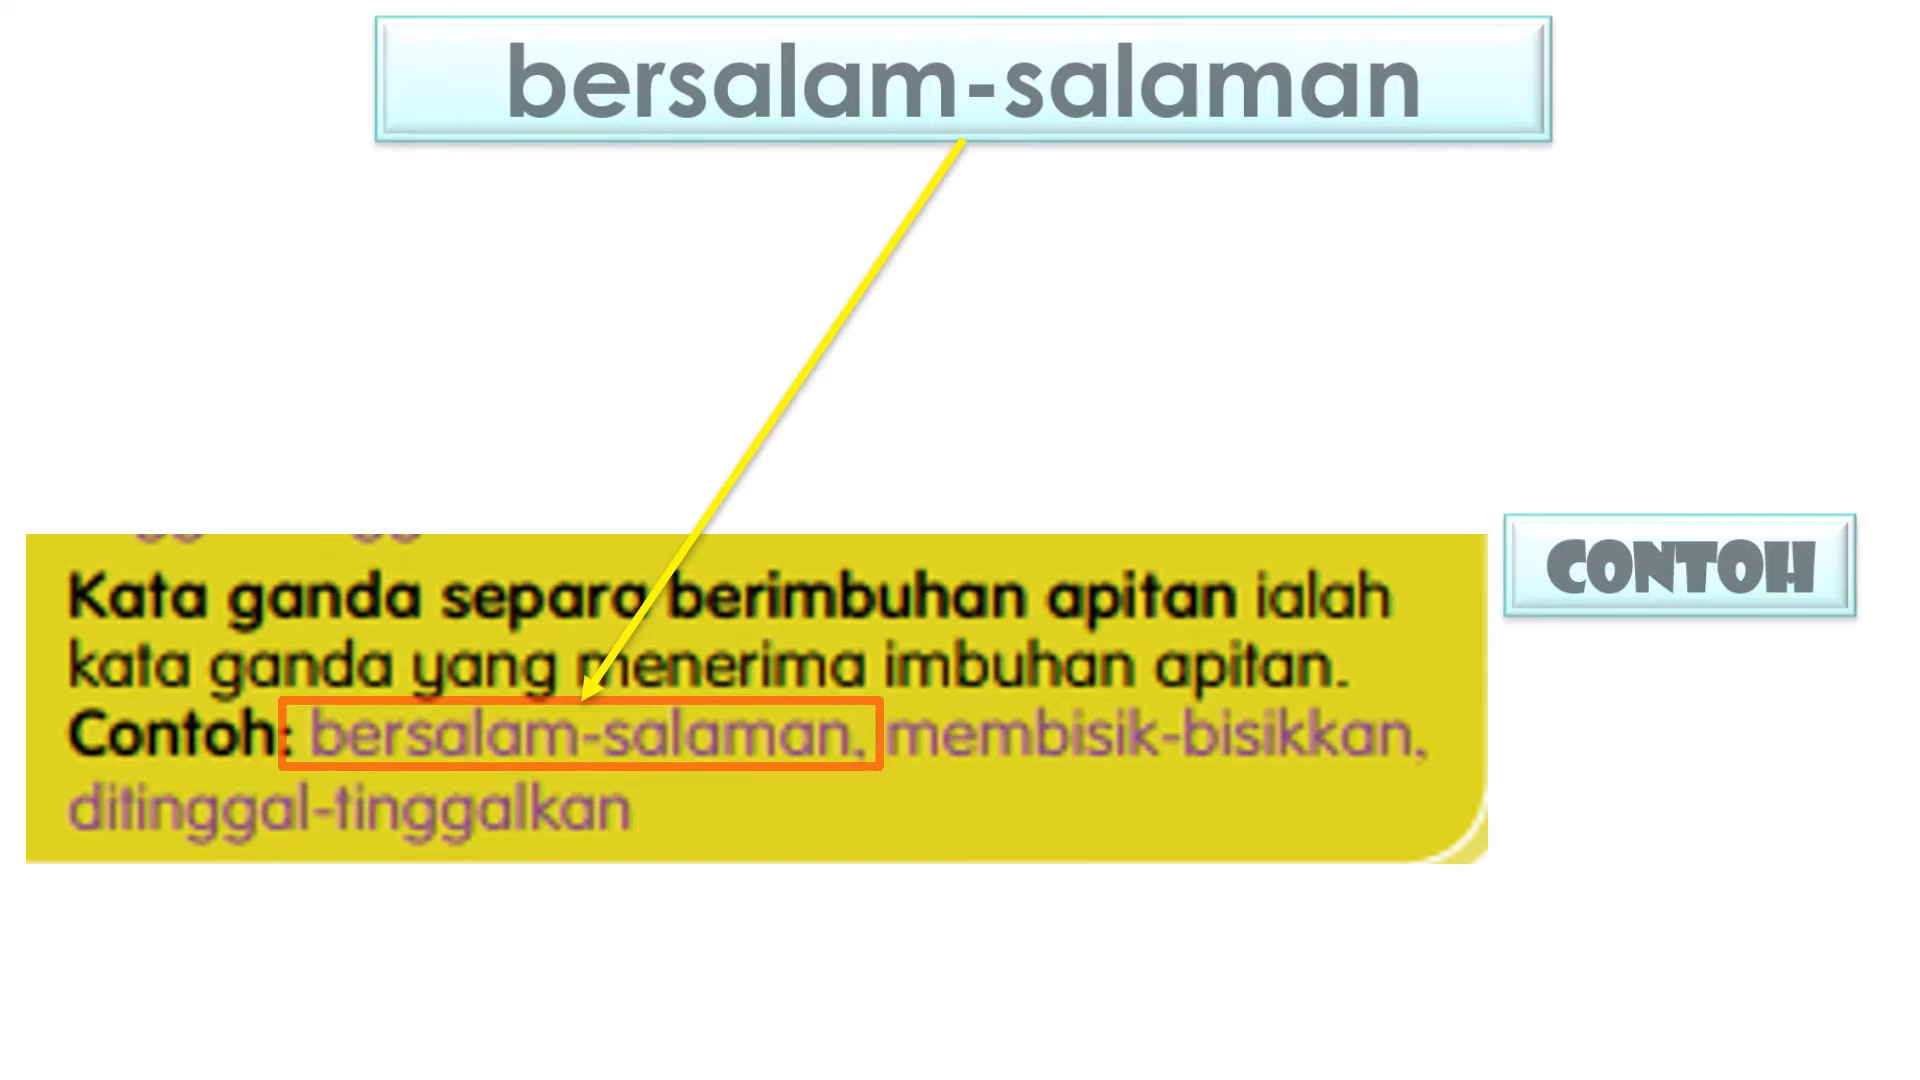 bersalam-salaman
CONTOH
Kata ganda separa berimbuhan apitan ialah
kata ganda yang menerima imbuhan apitan.
Contoh: bersalam-salaman, membisik-bisikkan,
ditinggal-tinggalkan